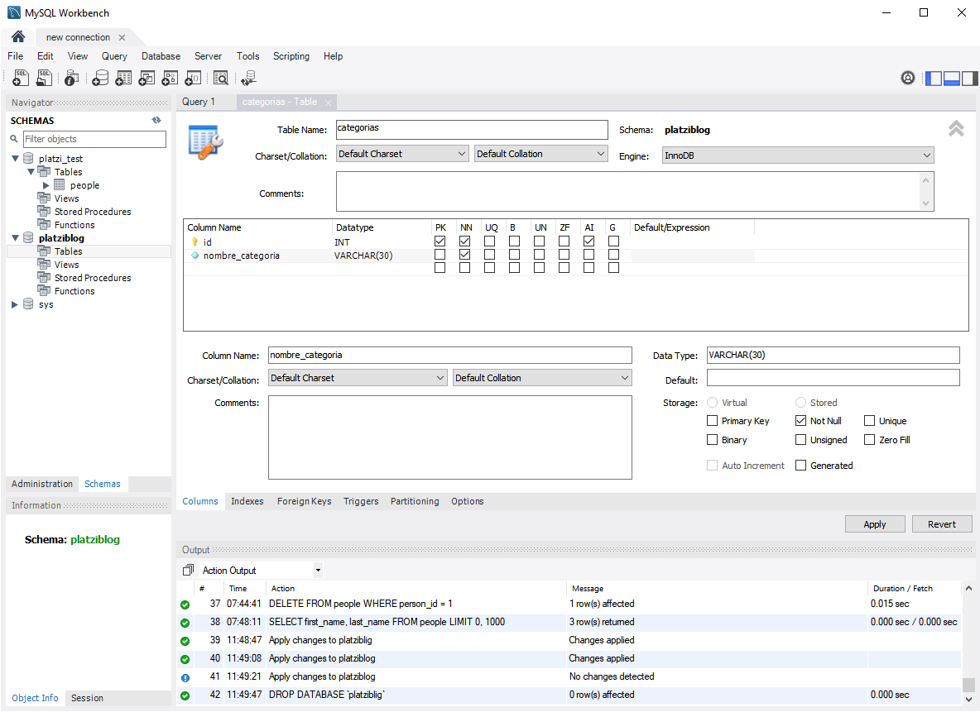 MySQL Workbench
new connection
File Edit View Query Database Server Tools Scripting Help
Navigator
SCHEMAS
Filter objects
platzi_test
Tables
people
Views
Stored Procedures
Functions
platziblog
Tables
Views
Stored Procedures
Functions
sys
Administration Schemas
Information
Schema: platziblog
Object Info Session
Query 1 categorias - Table
Table Name: categorias Schema: platziblog
Charset/Collation: Default Charset Default Collation Engine: InnoDB
Comments:
Column Name Datatype PK NN UQ B UN ZF AI G Default/Expression
id INT
nombre_categoria VARCHAR(30)
Column Name: nombre_categoria Data Type: VARCHAR(30)
Charset/Collation: Default Charset Default Collation Default:
Comments: Storage: Virtual Stored
Primary Key Not Null Unique
Binary Unsigned Zero Fill
Auto Increment Generated
Columns Indexes Foreign Keys Triggers Partitioning Options
Apply Revert
Output
Action Output
# Time Action Message Duration / Fetch
37 07:44:41 DELETE FROM people WHERE person_id = 1 1 row(s) affected 0.015 sec
38 07:48:11 SELECT first_name, last_name FROM people LIMIT 0, 1000 3 row(s) returned 0.000 sec / 0.000 sec
39 11:48:47 Apply changes to platziblig Changes applied
40 11:49:08 Apply changes to platziblog Changes applied
41 11:49:21 Apply changes to platziblog No changes detected
42 11:49:47 DROP DATABASE `platziblig` 0 row(s) affected 0.000 sec